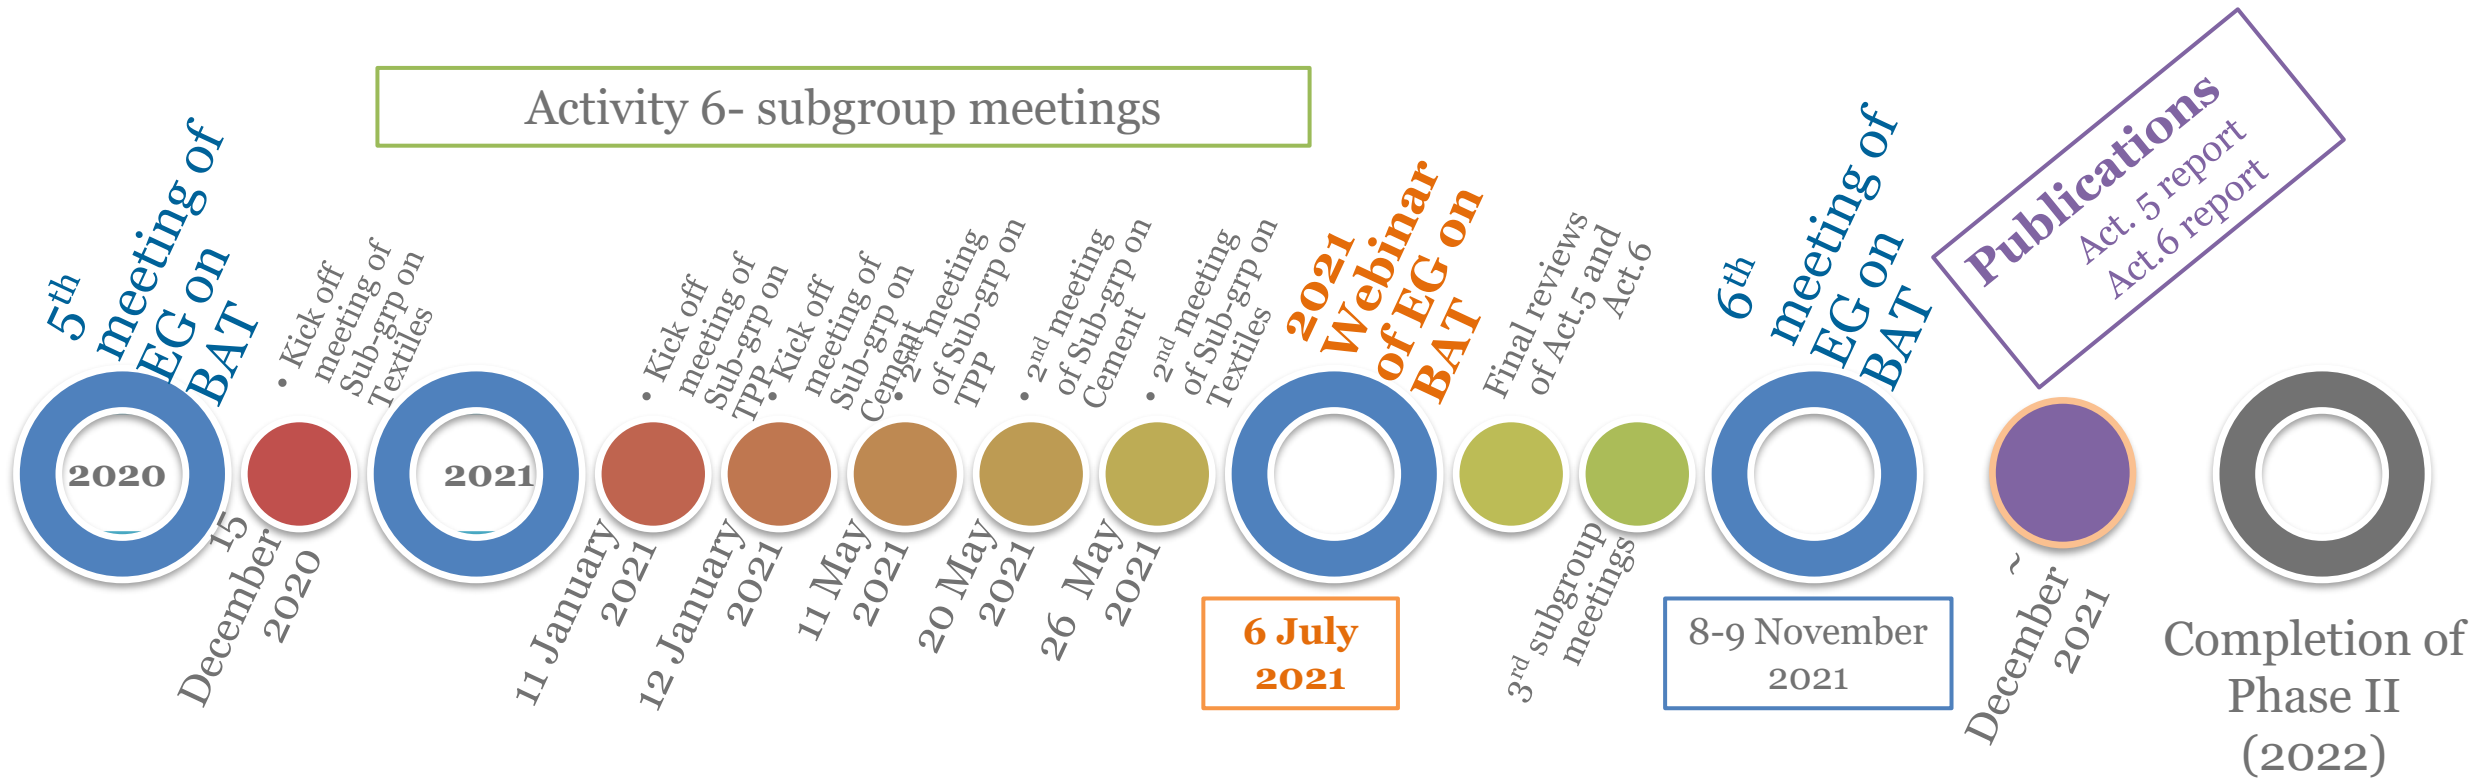 Activity 6- subgroup meetings
5th
meeting of
EG on
BAT
2020
• Kick off
meeting of
Sub-grp on
Textiles
15
December
2020
2021
• Kick off
meeting of
Sub-grp on
TPP
11 January
2021
• Kick off
meeting of
Sub-grp on
Cement
12 January
2021
• 2nd meeting
of Sub-grp on
TPP
11 May
2021
• 2nd meeting
of Sub-grp on
Cement
20 May
2021
• 2nd meeting
of Sub-grp on
Textiles
26 May
2021
2021
Webinar
of EG on
BAT
6 July
2021
Final reviews
of Act.5 and
Act.6
3rd subgroup
meetings
6th
meeting of
EG on
BAT
8-9 November
2021
Publications
Act. 5 report
Act.6 report
~
December
2021
Completion of
Phase II
(2022)